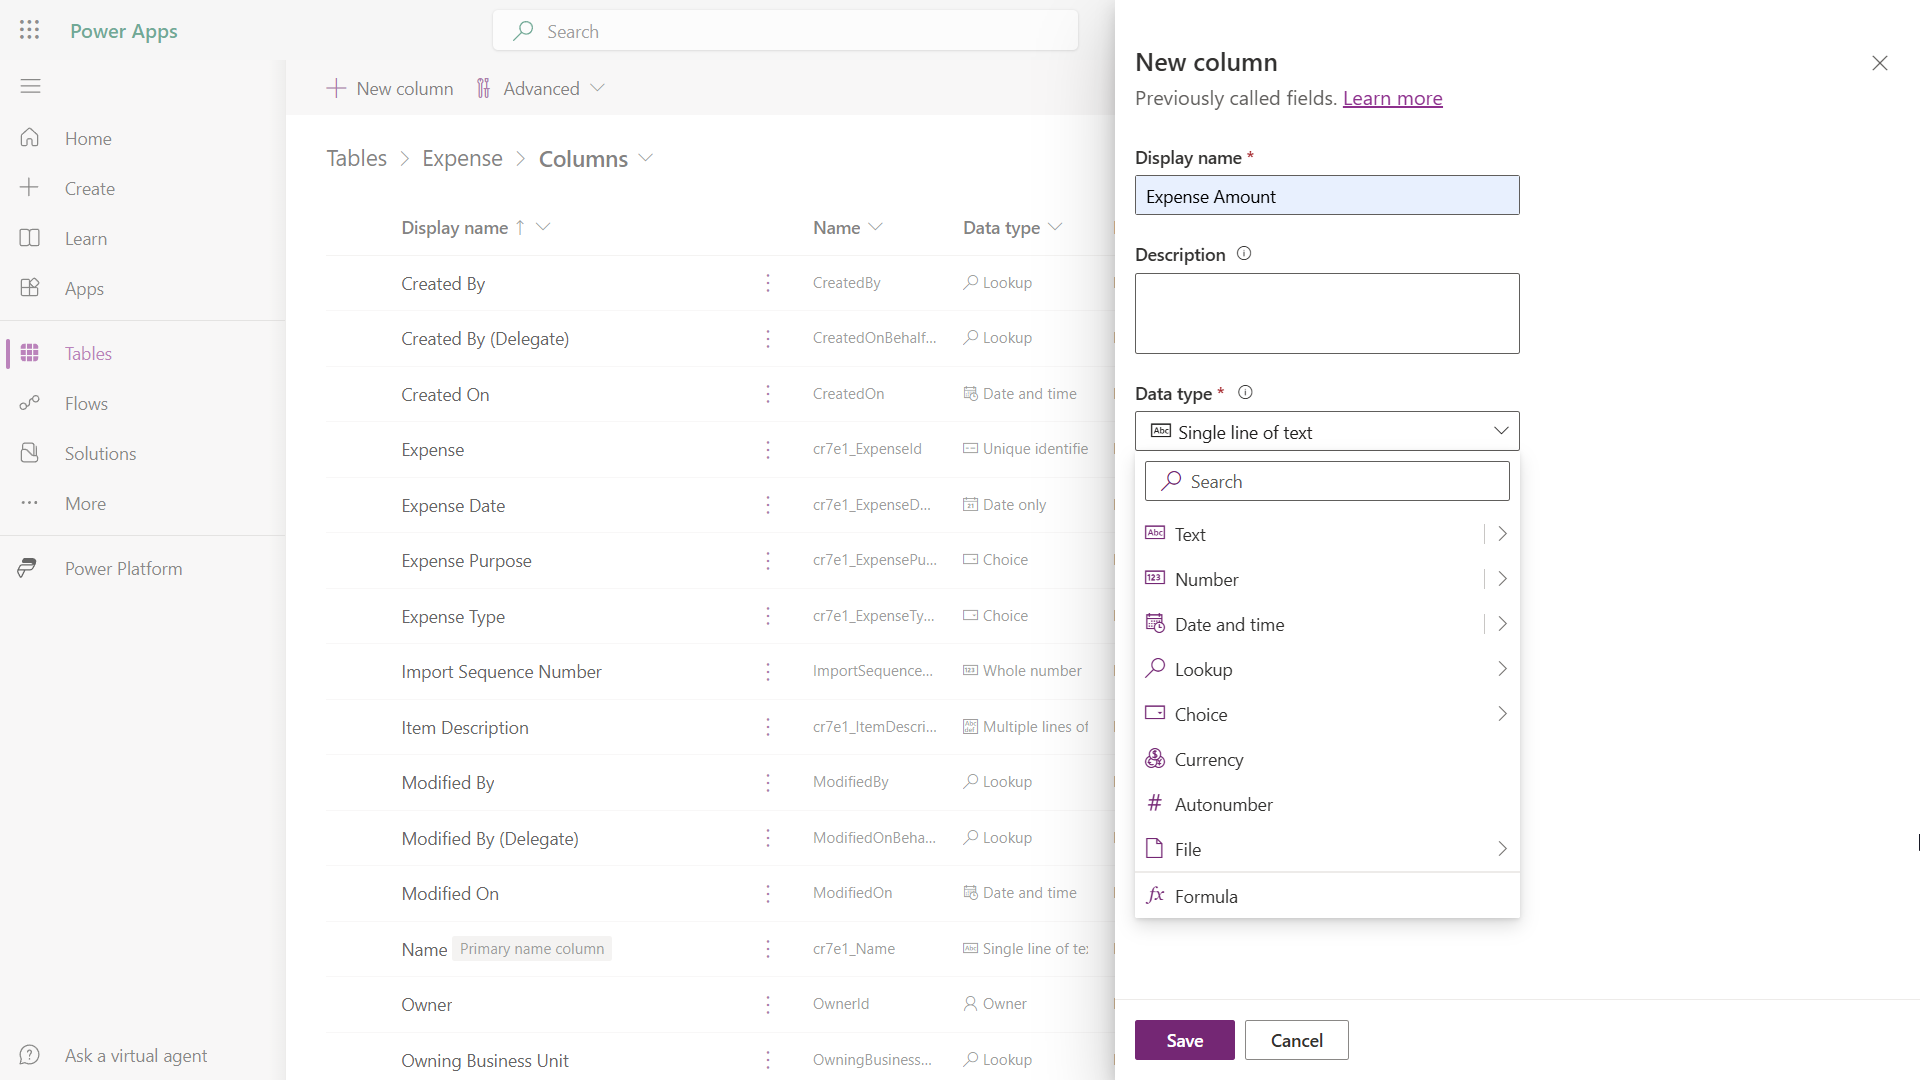 Power Apps
Search
Home
Create
Learn
Apps
Tables
Flows
Solutions
More
Power Platform
Ask a virtual agent
New column
Advanced
Tables > Expense > Columns
Display name ↑ Name Data type
Created By CreatedBy Lookup
Created By (Delegate) CreatedOnBehalf... Lookup
Created On CreatedOn Date and time
Expense cr7e1_ExpenseId Unique identifie
Expense Date cr7e1_ExpenseD... Date only
Expense Purpose cr7e1_ExpensePu... Choice
Expense Type cr7e1_ExpenseTy... Choice
Import Sequence Number ImportSequence... Whole number
Item Description cr7e1_ItemDescri... Multiple lines of
Modified By ModifiedBy Lookup
Modified By (Delegate) ModifiedOnBeha... Lookup
Modified On ModifiedOn Date and time
Name Primary name column cr7e1_Name Single line of te
Owner OwnerId Owner
Owning Business Unit OwningBusiness... Lookup
New column
Previously called fields. Learn more
Display name *
Expense Amount
Description
Data type *
Abc Single line of text
Search
Abc Text
123 Number
Date and time
Lookup
Choice
Currency
# Autonumber
File
fx Formula
Save
Cancel